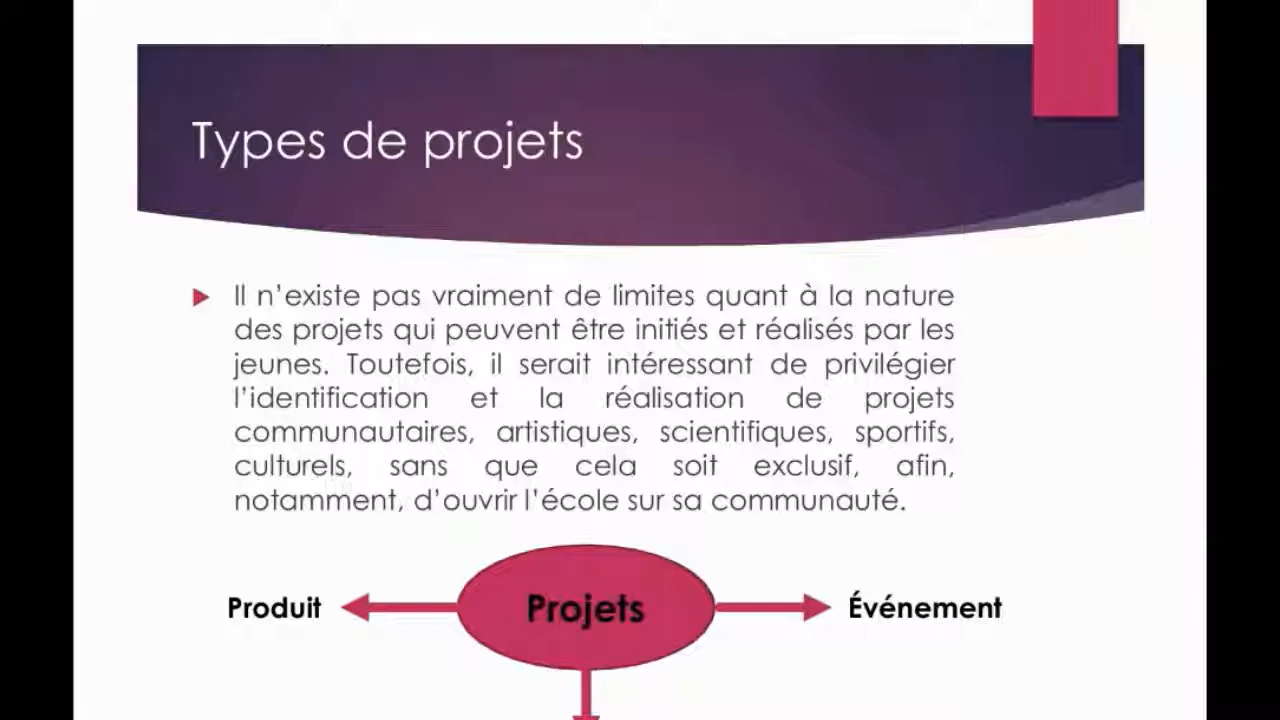 Types de projets
Il n’existe pas vraiment de limites quant à la nature
des projets qui peuvent être initiés et réalisés par les
jeunes. Toutefois, il serait intéressant de privilégier
l’identification et la réalisation de projets
communautaires, artistiques, scientifiques, sportifs,
culturels, sans que cela soit exclusif, afin,
notamment, d’ouvrir l’école sur sa communauté.
Produit
Projets
Événement